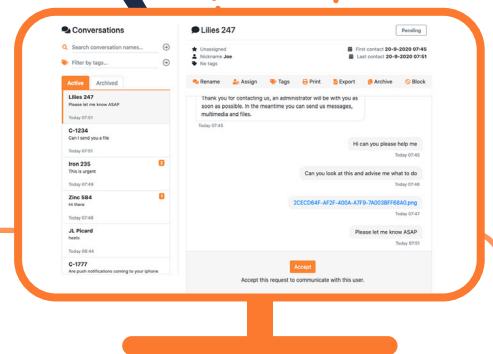 Conversations
Search conversation names...
Filter by tags...
Active Archived
Lilies 247
Please let me know ASAP
Today 07:51
C-1234
Can I send you a file
Today 07:51
Iron 235 2
This is urgent
Today 07:49
Zinc 584 1
Hi there
Today 07:48
JL Picard
heelo
Today 06:44
C-1777
Are push notifications coming to your iphone
Lilies 247 Pending
Unassigned First contact 20-9-2020 07:45
Nickname Joe Last contact 20-9-2020 07:51
No tags
Rename Assign Tags Print Export Archive Block
Thank you for contacting us, an administrator will be with you as
soon as possible. In the meantime you can send us messages,
multimedia and files.
Today 07:45
Hi can you please help me
Today 07:45
Can you look at this and advise me what to do
Today 07:46
2CECD64F-AF2F-400A-A7F9-7A003BFF68A0.png
Today 07:47
Please let me know ASAP
Today 07:51
Accept
Accept this request to communicate with this user.